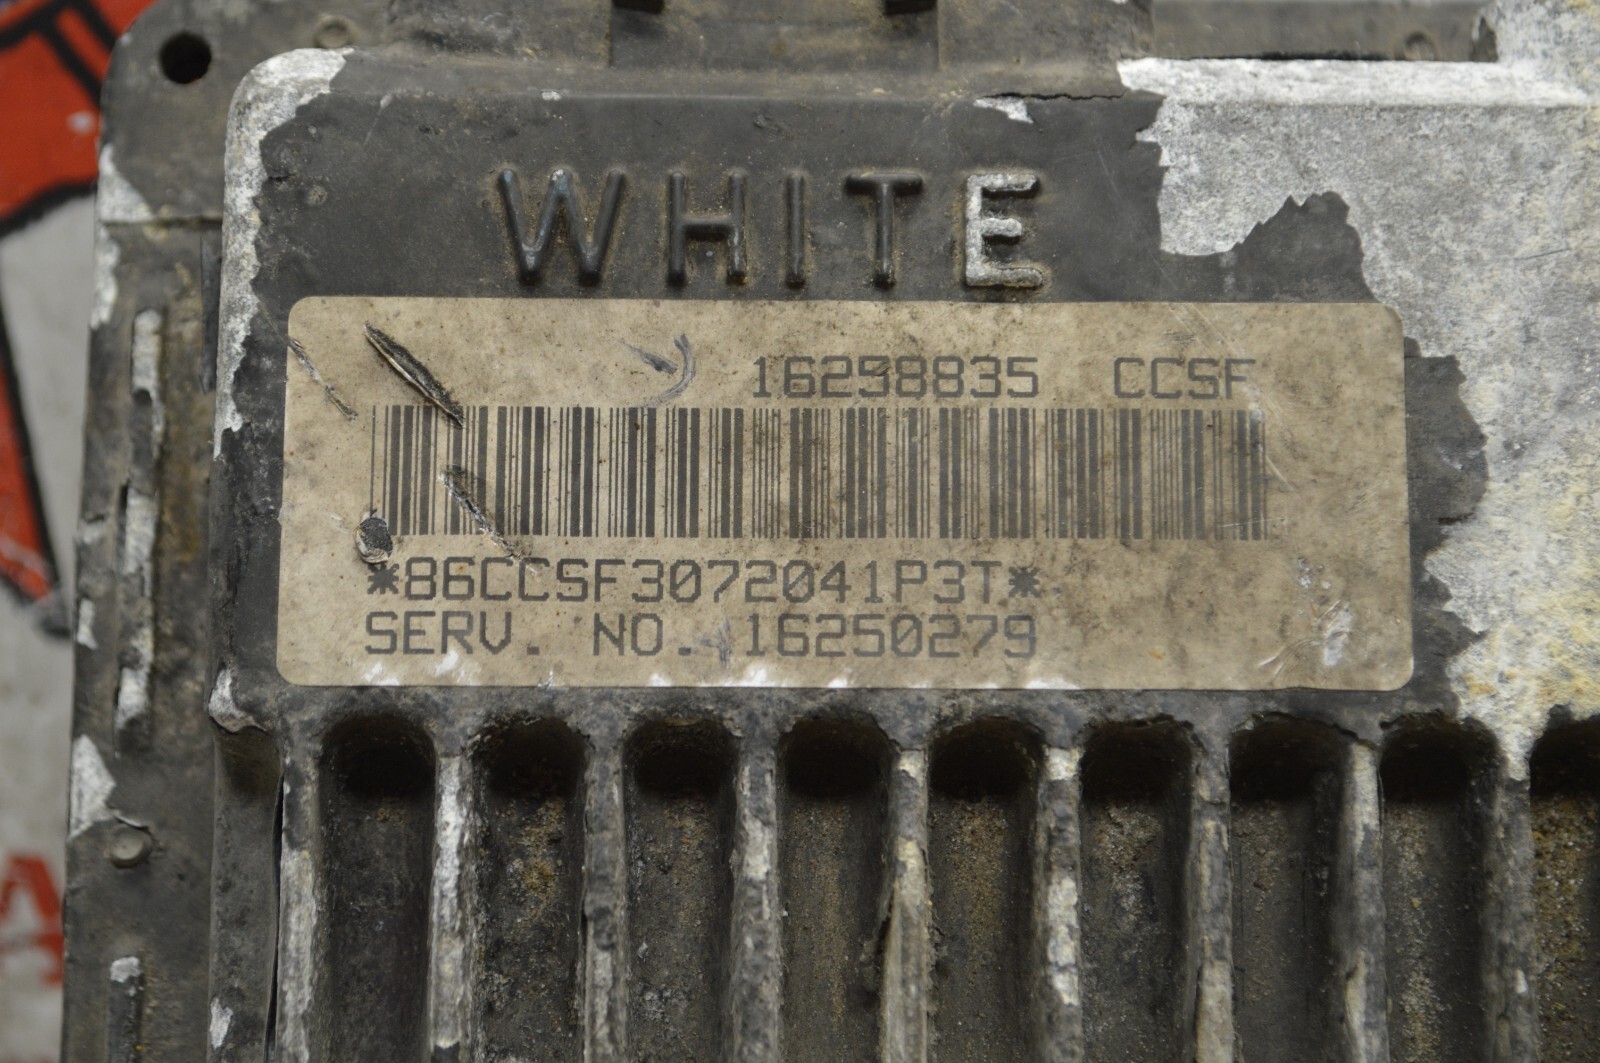 WHITE
16258835 CCSF
*86CCSF3072041P3T*
SERV. NO. 16250279